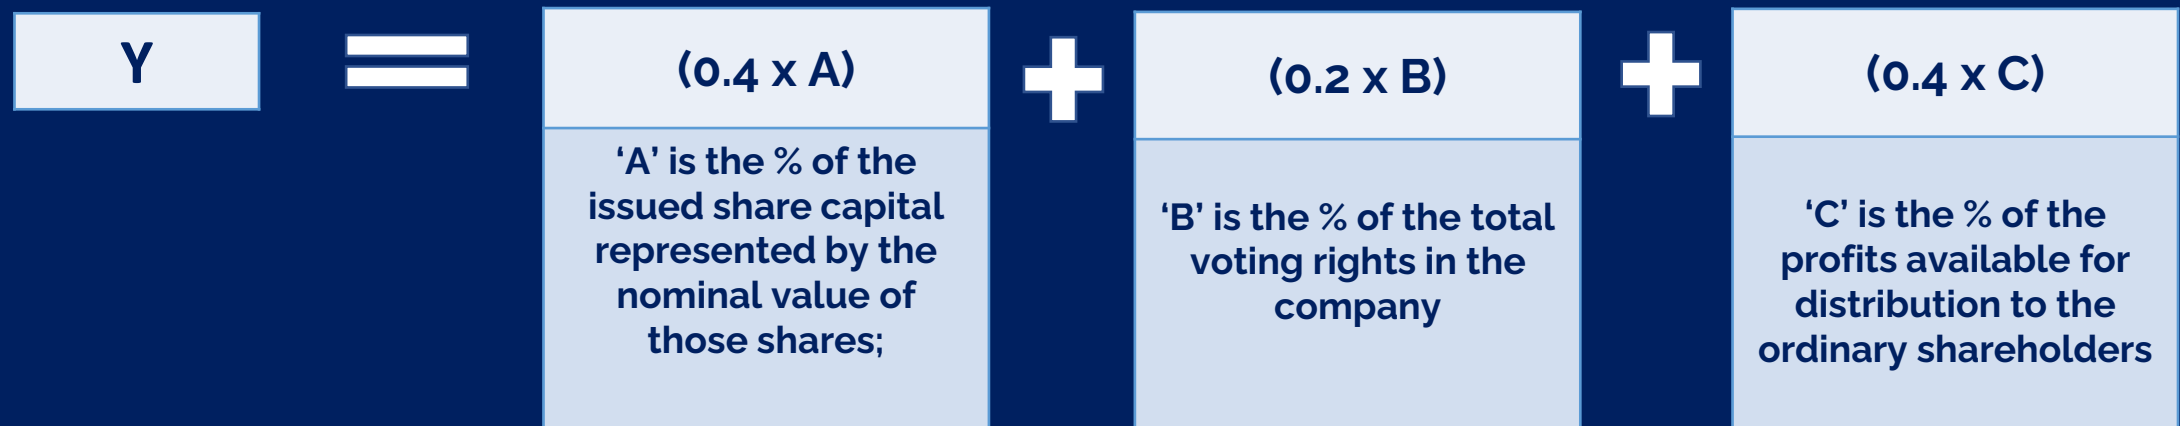 Y
=
(0.4 x A)
+
(0.2 x B)
+
(0.4 x C)
‘A’ is the % of the
issued share capital
represented by the
nominal value of
those shares;
‘B’ is the % of the total
voting rights in the
company
‘C’ is the % of the
profits available for
distribution to the
ordinary shareholders